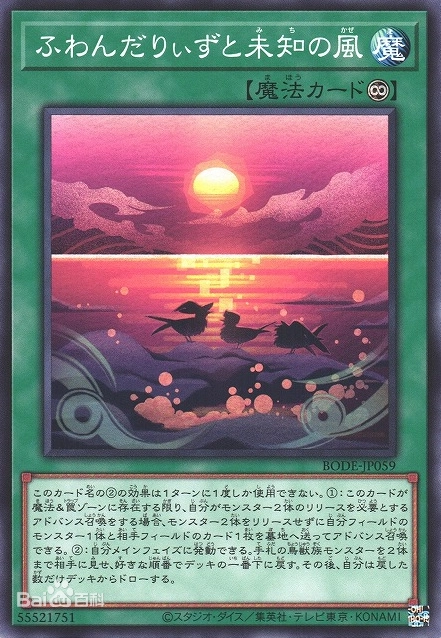 ふわんだりぃずと未知の風
魔
【魔法カード】
BODE-JP059
このカード名の②の効果は1ターンに1度しか使用できない。①：このカードが
魔法&罠ゾーンに存在する限り、自分がモンスター2体のリリースを必要とする
アドバンス召喚をする場合、モンスター2体をリリースせずに自分フィールドの
モンスター1体と相手フィールドのカード1枚を墓地へ送ってアドバンス召喚
できる。②：自分メインフェイズに発動できる。手札の鳥獣族モンスターを2体
まで相手に見せ、好きな順番でデッキの一番下に戻す。その後、自分は戻した
数だけデッキからドローする。
Bai百科
55521751
©スタジオ・ダイス／集英社・テレビ東京・KONAMI